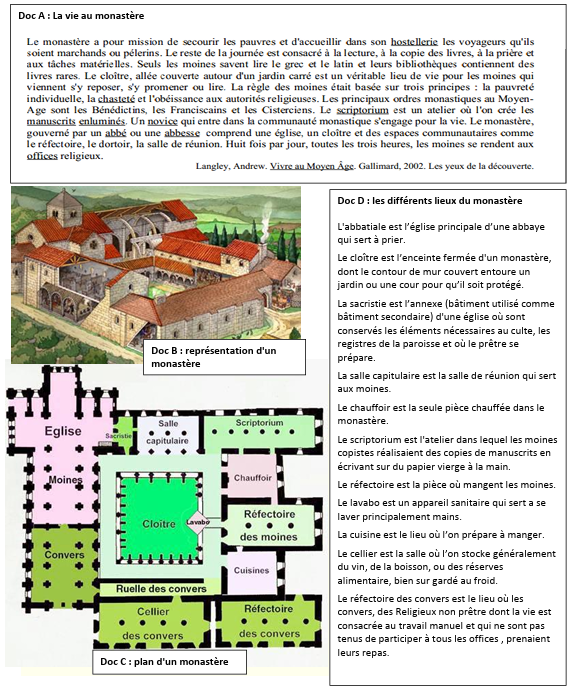 Doc A : La vie au monastère
Le monastère a pour mission de secourir les pauvres et d'accueillir dans son hostellerie les voyageurs qu'ils
soient marchands ou pélerins. Le reste de la journée est consacré à la lecture, à la copie des livres, à la prière et
aux tâches matérielles. Seuls les moines savent lire le grec et le latin et leurs bibliothèques contiennent des
livres rares. Le cloître, allée couverte autour d'un jardin carré est un véritable lieu de vie pour les moines qui
viennent s'y reposer, s'y promener ou lire. La règle des moines était basée sur trois principes : la pauvreté
individuelle, la chasteté et l'obéissance aux autorités religieuses. Les principaux ordres monastiques au Moyen-
Age sont les Bénédictins, les Franciscains et les Cisterciens. Le scriptorium est un atelier où l'on crée les
manuscrits enluminés. Un novice qui entre dans la communauté monastique s'engage pour la vie. Le monastère,
gouverné par un abbé ou une abbesse comprend une église, un cloître et des espaces communautaires comme
le réfectoire, le dortoir, la salle de réunion. Huit fois par jour, toutes les trois heures, les moines se rendent aux
offices religieux.
Langley, Andrew. Vivre au Moyen Âge. Gallimard, 2002. Les yeux de la découverte.
Doc B : représentation d'un
monastère
Eglise
Sacristie
Salle
capitulaire
Scriptorium
Moines
Chauffoir
Cloître
Lavabo
Réfectoire
des moines
Convers
Cuisines
Ruelle des convers
Cellier
des convers
Réfectoire
des convers
Doc C : plan d'un monastère
Doc D : les différents lieux du monastère
L'abbatiale est l'église principale d'une abbaye
qui sert à prier.
Le cloître est l'enceinte fermée d'un monastère,
dont le contour de mur couvert entoure un
jardin ou une cour pour qu'il soit protégé.
La sacristie est l'annexe (bâtiment utilisé comme
bâtiment secondaire) d'une église où sont
conservés les éléments nécessaires au culte, les
registres de la paroisse et où le prêtre se
prépare.
La salle capitulaire est la salle de réunion qui sert
aux moines.
Le chauffoir est la seule pièce chauffée dans le
monastère.
Le scriptorium est l'atelier dans lequel les moines
copistes réalisaient des copies de manuscrits en
écrivant sur du papier vierge à la main.
Le réfectoire est la pièce où mangent les moines.
Le lavabo est un appareil sanitaire qui sert a se
laver principalement mains.
La cuisine est le lieu où l'on prépare à manger.
Le cellier est la salle où l'on stocke généralement
du vin, de la boisson, ou des réserves
alimentaire, bien sur gardé au froid.
Le réfectoire des convers est le lieu où les
convers, des Religieux non prêtre dont la vie est
consacrée au travail manuel et qui ne sont pas
tenus de participer à tous les offices , prenaient
leurs repas.